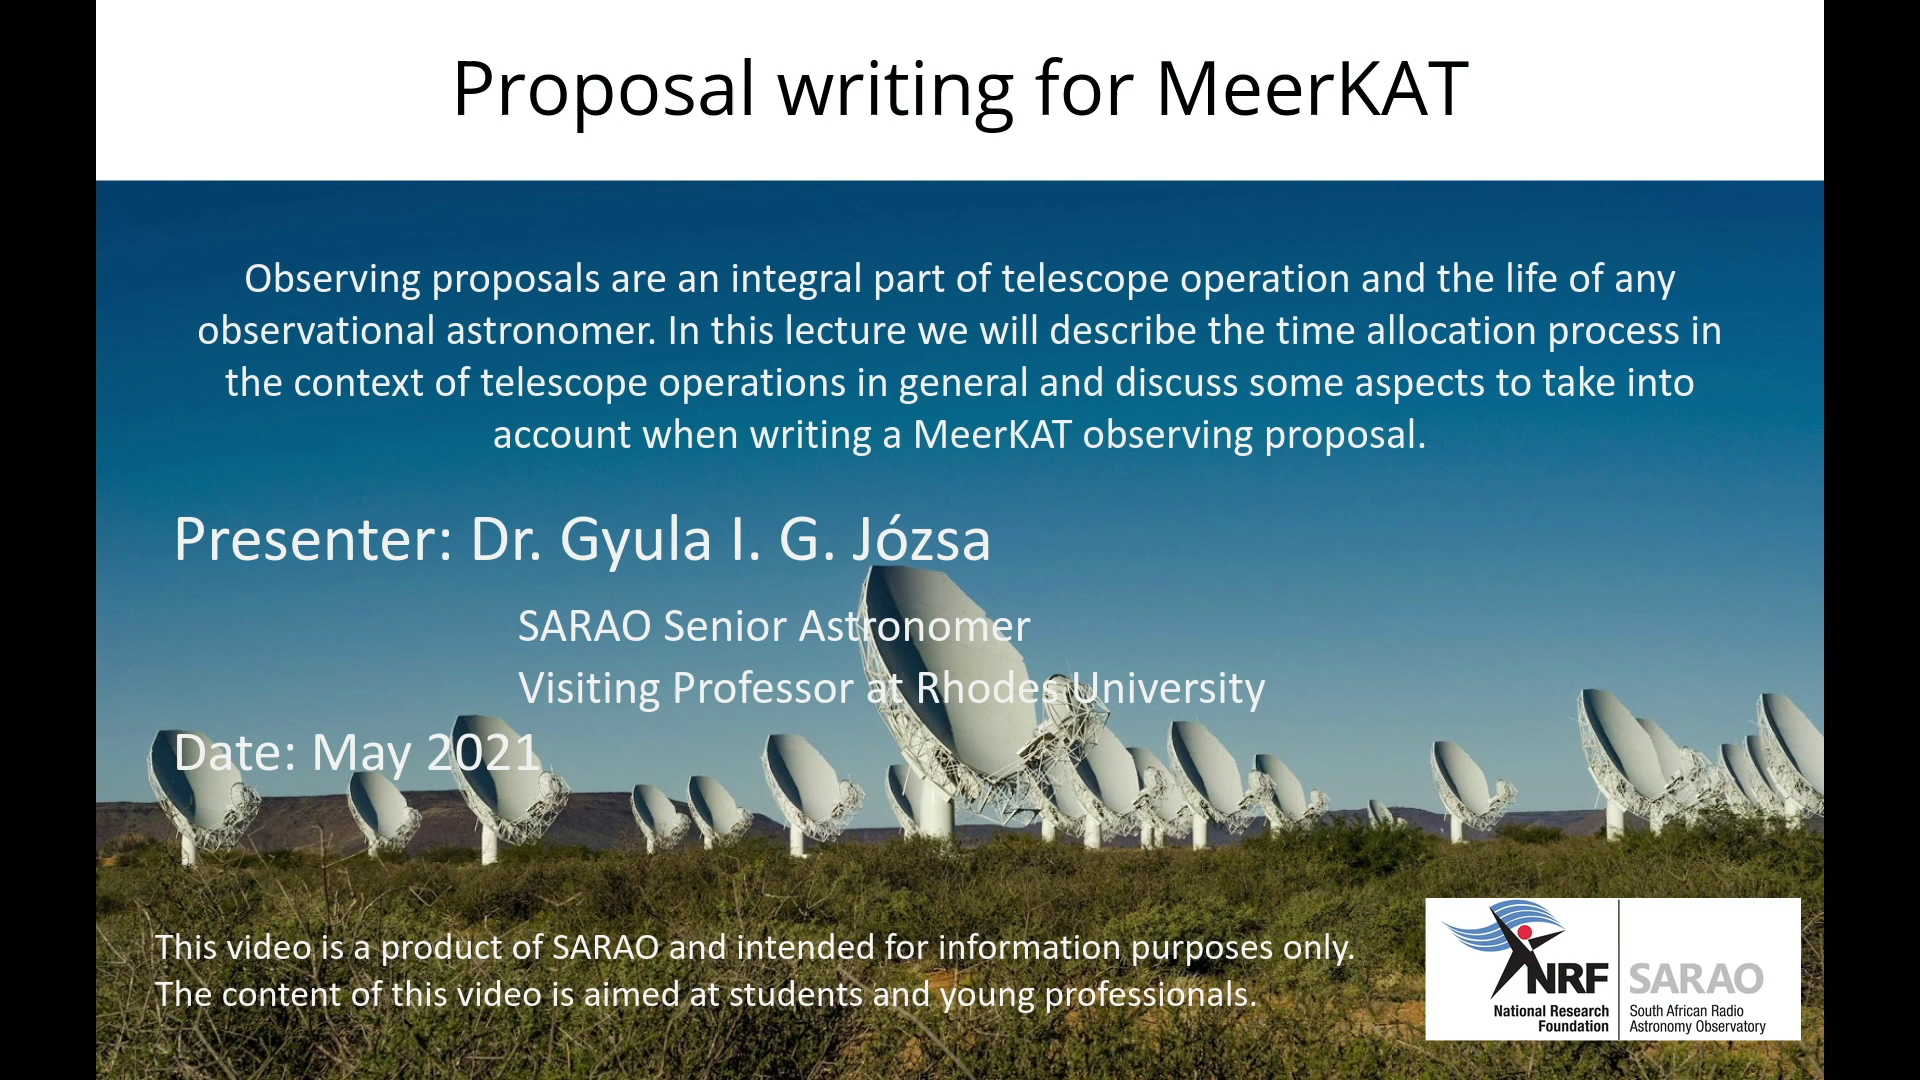 Proposal writing for MeerKAT
Observing proposals are an integral part of telescope operation and the life of any
observational astronomer. In this lecture we will describe the time allocation process in
the context of telescope operations in general and discuss some aspects to take into
account when writing a MeerKAT observing proposal.
Presenter: Dr. Gyula I. G. Józsa
SARAO Senior Astronomer
Visiting Professor at Rhodes University
Date: May 2021
This video is a product of SARAO and intended for information purposes only.
The content of this video is aimed at students and young professionals.
NRF
National Research
Foundation
SARAO
South African Radio
Astronomy Observatory